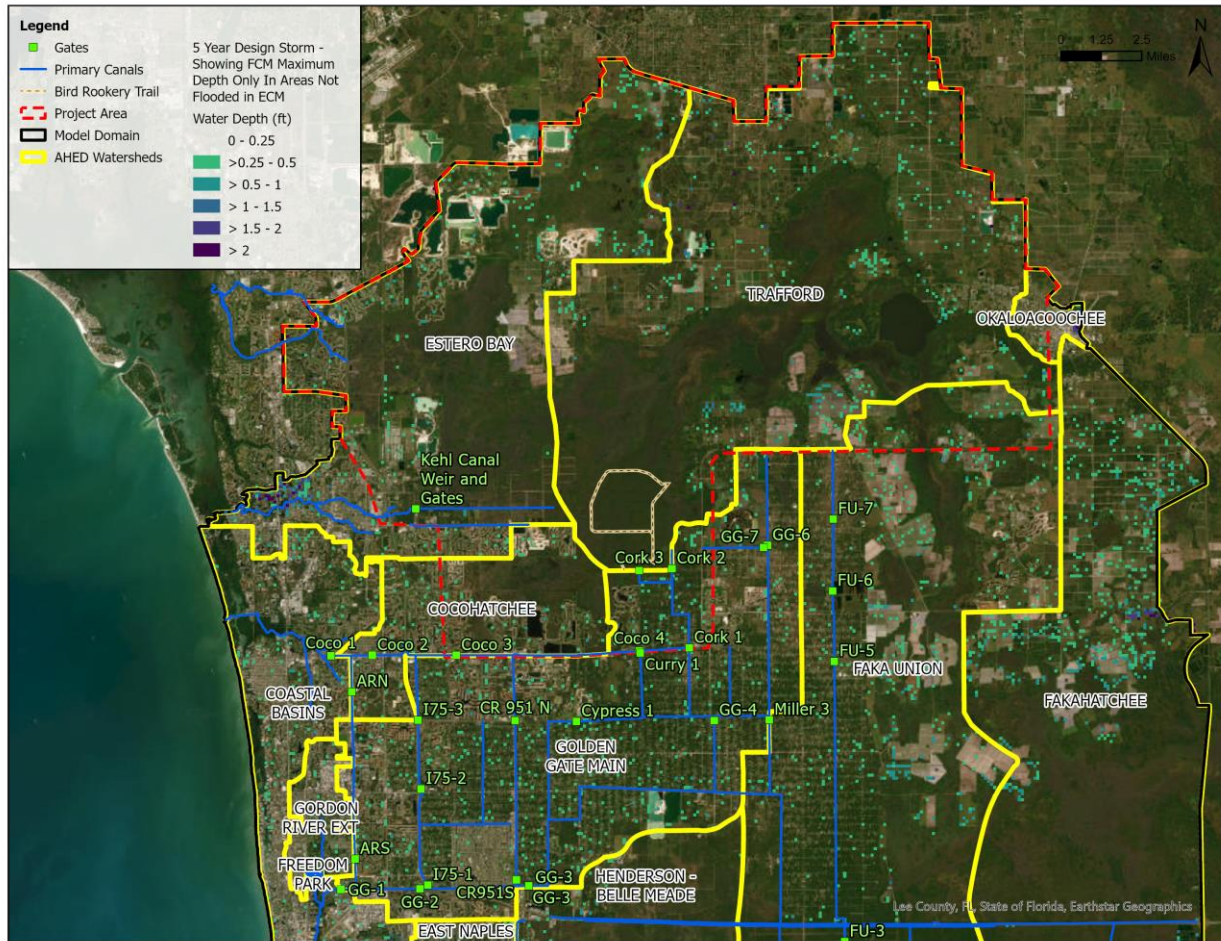 Legend
Gates
Primary Canals
Bird Rookery Trail
Project Area
Model Domain
AHED Watersheds
5 Year Design Storm -
Showing FCM Maximum
Depth Only In Areas Not
Flooded in ECM
Water Depth (ft)
0 - 0.25
>0.25 - 0.5
> 0.5 - 1
> 1 - 1.5
> 1.5 - 2
> 2
N
0 1.25 2.5
Miles
TRAFFORD
OKALOACOOCHEE
ESTERO BAY
Kehl Canal
Weir and
Gates
FU-7
GG-7 GG-6
Cork 3 Cork 2
FU-6
COCOHATCHEE
Coco 1 Coco 2 Coco 3 Coco 4 Cork 1
Curry 1
FU-5
FAKA UNION
ARN
COASTAL
BASINS
FAKAHATCHEE
I75-3 CR 951 N Cypress 1 GG-4 Miller 3
GOLDEN
GATE MAIN
I75-2
GORDON
RIVER EXT
ARS
FREEDOM
PARK
I75-1 GG-3
GG-1 GG-2 CR951S GG-3
HENDERSON -
BELLE MEADE
Lee County, FL, State of Florida, Earthstar Geographics
EAST NAPLES
FU-3